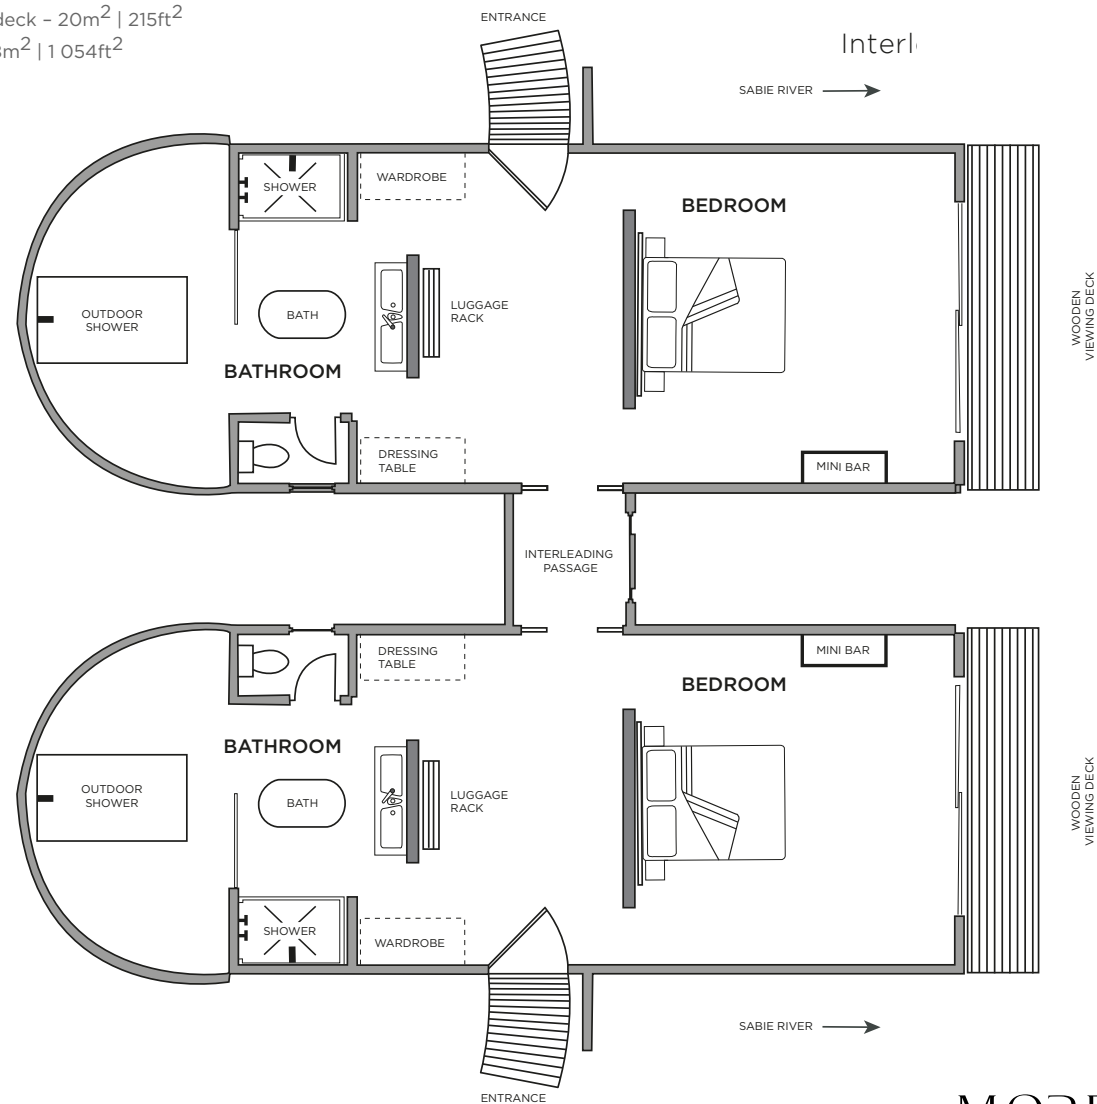 deck – 20m² | 215ft²
m² | 1 054ft²
ENTRANCE
SABIE RIVER
SHOWER
WARDROBE
BEDROOM
OUTDOOR
SHOWER
BATH
LUGGAGE
RACK
WOODEN
VIEWING DECK
BATHROOM
DRESSING
TABLE
MINI BAR
INTERLEADING
PASSAGE
DRESSING
TABLE
MINI BAR
BEDROOM
BATHROOM
OUTDOOR
SHOWER
BATH
LUGGAGE
RACK
WOODEN
VIEWING DECK
SHOWER
WARDROBE
SABIE RIVER
ENTRANCE